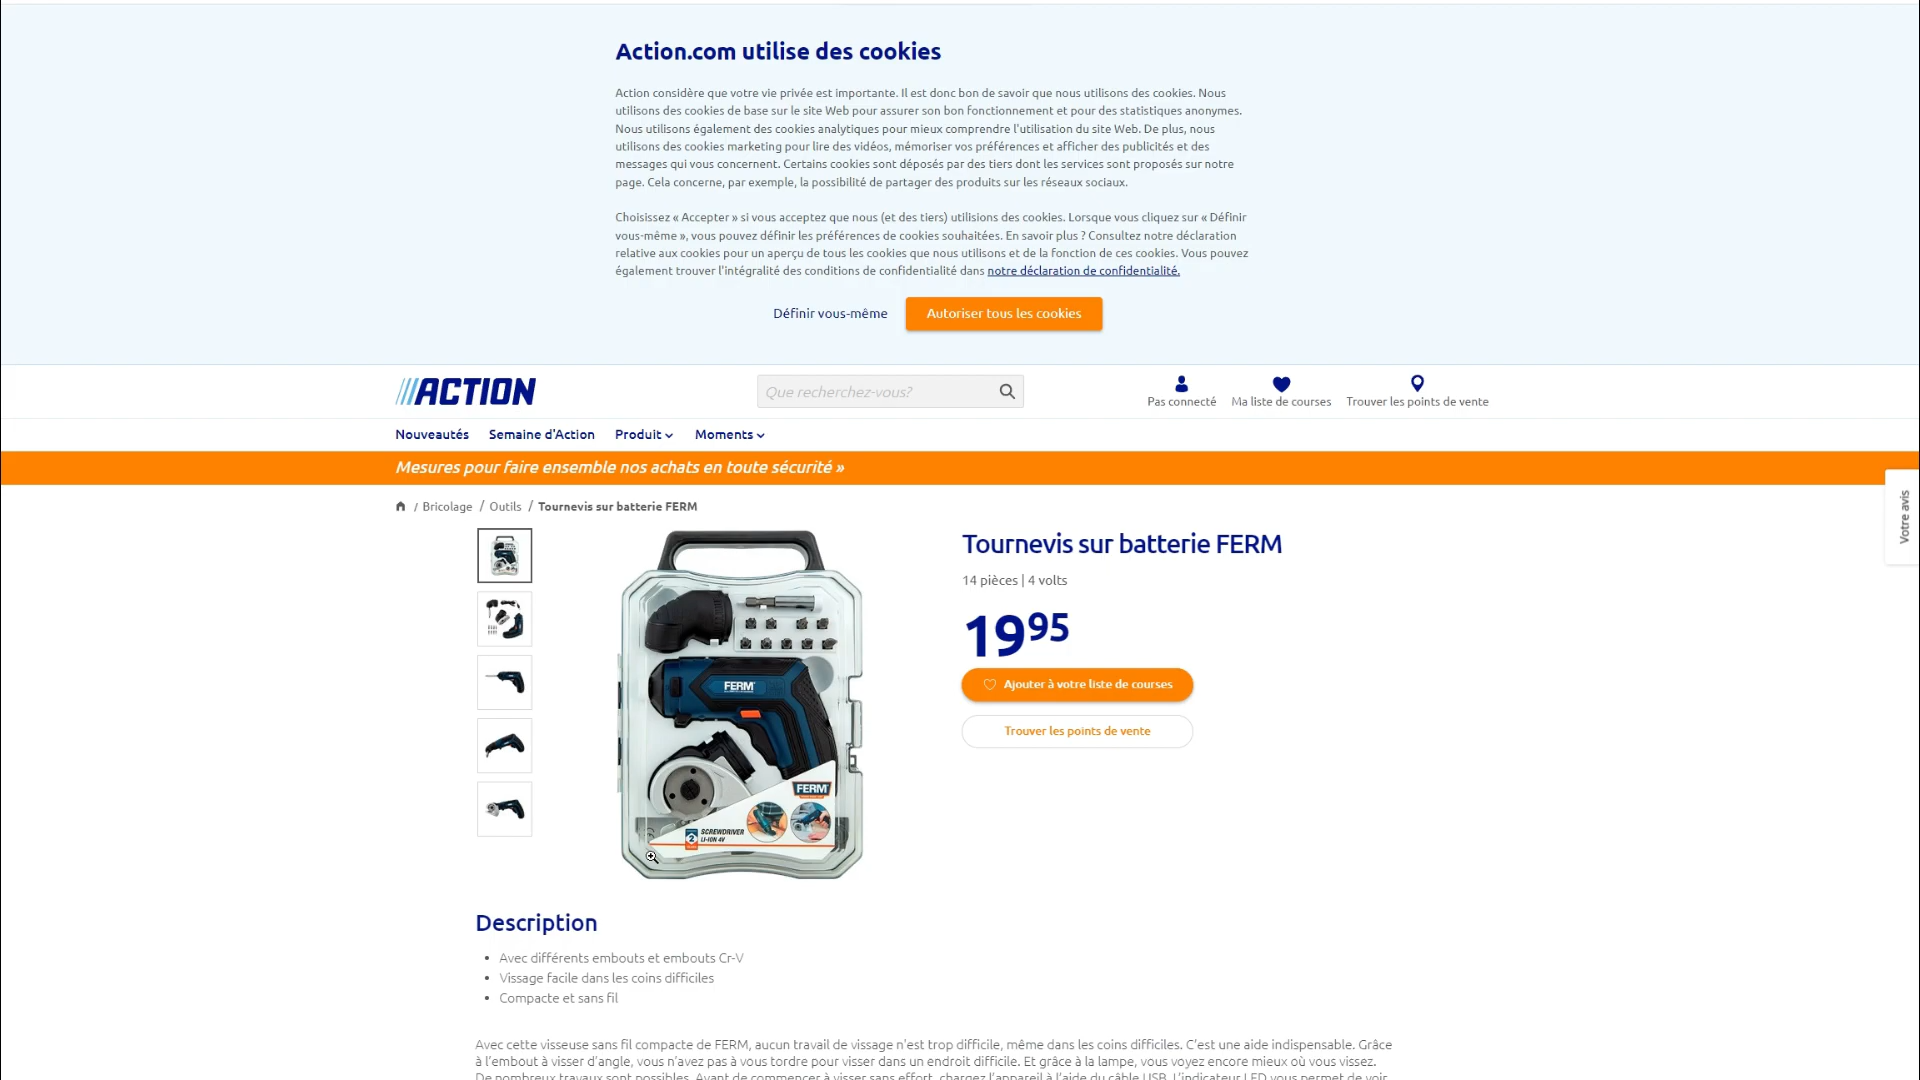 Action.com utilise des cookies
Action considère que votre vie privée est importante. Il est donc bon de savoir que nous utilisons des cookies. Nous
utilisons des cookies de base sur le site Web pour assurer son bon fonctionnement et pour des statistiques anonymes.
Nous utilisons également des cookies analytiques pour mieux comprendre l'utilisation du site Web. De plus, nous
utilisons des cookies marketing pour lire des vidéos, mémoriser vos préférences et afficher des publicités et des
messages qui vous concernent. Certains cookies sont déposés par des tiers dont les services sont proposés sur notre
page. Cela concerne, par exemple, la possibilité de partager des produits sur les réseaux sociaux.
Choisissez « Accepter » si vous acceptez que nous (et des tiers) utilisions des cookies. Lorsque vous cliquez sur « Définir
vous-même », vous pouvez définir les préférences de cookies souhaitées. En savoir plus ? Consultez notre déclaration
relative aux cookies pour un aperçu de tous les cookies que nous utilisons et de la fonction de ces cookies. Vous pouvez
également trouver l'intégralité des conditions de confidentialité dans notre déclaration de confidentialité.
Définir vous-même Autoriser tous les cookies
ACTION
Que recherchez-vous?
Pas connecté Ma liste de courses Trouver les points de vente
Nouveautés Semaine d'Action Produit Moments
Mesures pour faire ensemble nos achats en toute sécurité »
/ Bricolage / Outils / Tournevis sur batterie FERM
Votre avis
Tournevis sur batterie FERM
14 pièces | 4 volts
19 95
Ajouter à votre liste de courses
Trouver les points de vente
FERM
FERM
SCREWDRIVER
LI-ION 4V
2
Description
• Avec différents embouts et embouts Cr-V
• Vissage facile dans les coins difficiles
• Compacte et sans fil
Avec cette visseuse sans fil compacte de FERM, aucun travail de vissage n'est trop difficile, même dans les coins difficiles. C'est une aide indispensable. Grâce
à l'embout à visser d'angle, vous n'avez pas à vous tordre pour visser dans un endroit difficile. Et grâce à la lampe, vous voyez encore mieux où vous vissez.
De nombreux travaux sont possibles. Avant de commencer à visser sans effort, chargez l'appareil à l'aide du câble USB. L'indicateur LED vous permet de voir